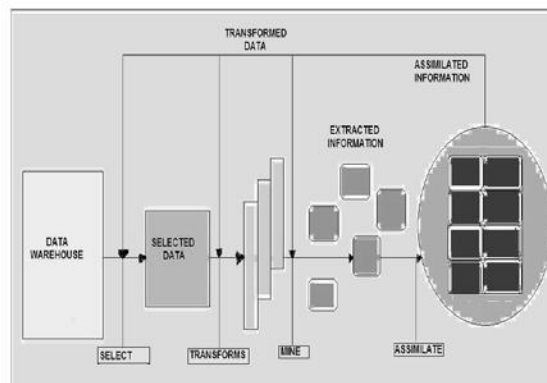 TRANSFORMED
DATA
ASSIMILATED
INFORMATION
EXTRACTED
INFORMATION
DATA
WAREHOUSE
SELECTED
DATA
SELECT
TRANSFORMS
MINE
ASSIMILATE